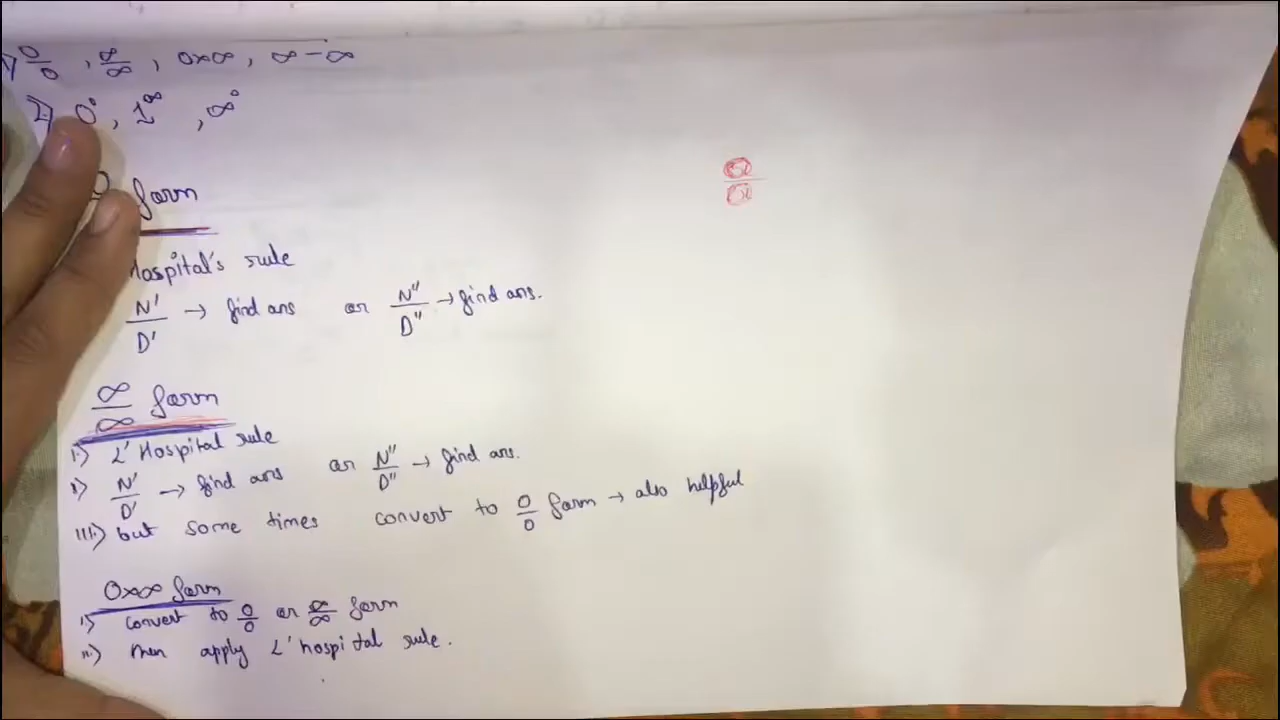 1) 0/0 , ∞/∞ , 0×∞ , ∞ - ∞
2) 0⁰ , 1^∞ , ∞⁰
0/0
form
Hospital's rule
N'/D' → find ans or N''/D'' → find ans.
∞/∞ form
i.) L'Hospital rule
ii) N'/D' → find ans or N''/D'' → find ans.
iii.) but some times convert to 0/0 form → also helpful
0×∞ form
i.) convert to 0/0 or ∞/∞ form
ii.) then apply L'hospital rule.